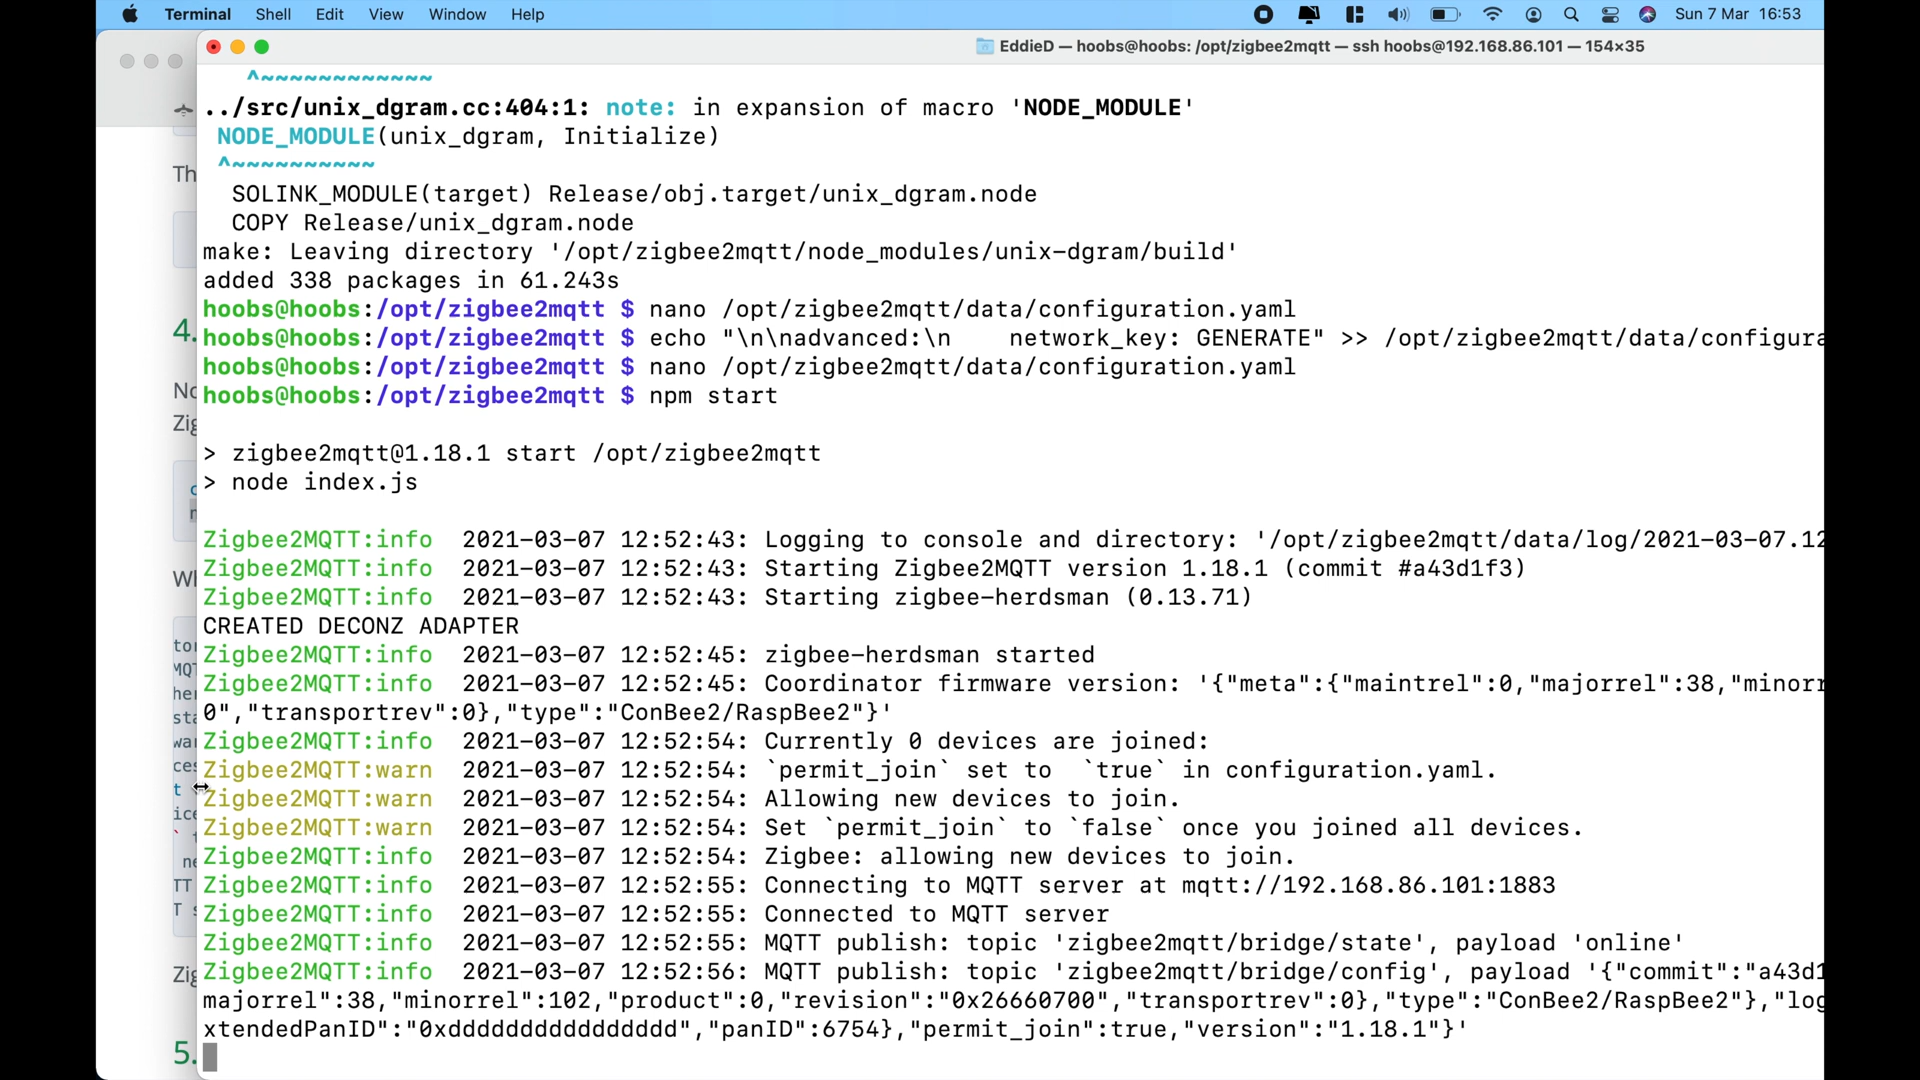 Terminal Shell Edit View Window Help Sun 7 Mar 16:53
EddieD — hoobs@hoobs: /opt/zigbee2mqtt — ssh hoobs@192.168.86.101 — 154×35
^~~~~~~~~~~~~
../src/unix_dgram.cc:404:1: note: in expansion of macro 'NODE_MODULE'
NODE_MODULE(unix_dgram, Initialize)
^~~~~~~~~~~
SOLINK_MODULE(target) Release/obj.target/unix_dgram.node
COPY Release/unix_dgram.node
make: Leaving directory '/opt/zigbee2mqtt/node_modules/unix-dgram/build'
added 338 packages in 61.243s
hoobs@hoobs:/opt/zigbee2mqtt $ nano /opt/zigbee2mqtt/data/configuration.yaml
hoobs@hoobs:/opt/zigbee2mqtt $ echo "\n\nadvanced:\n    network_key: GENERATE" >> /opt/zigbee2mqtt/data/configura
hoobs@hoobs:/opt/zigbee2mqtt $ nano /opt/zigbee2mqtt/data/configuration.yaml
hoobs@hoobs:/opt/zigbee2mqtt $ npm start
> zigbee2mqtt@1.18.1 start /opt/zigbee2mqtt
> node index.js
Zigbee2MQTT:info  2021-03-07 12:52:43: Logging to console and directory: '/opt/zigbee2mqtt/data/log/2021-03-07.12
Zigbee2MQTT:info  2021-03-07 12:52:43: Starting Zigbee2MQTT version 1.18.1 (commit #a43d1f3)
Zigbee2MQTT:info  2021-03-07 12:52:43: Starting zigbee-herdsman (0.13.71)
CREATED DECONZ ADAPTER
Zigbee2MQTT:info  2021-03-07 12:52:45: zigbee-herdsman started
Zigbee2MQTT:info  2021-03-07 12:52:45: Coordinator firmware version: '{"meta":{"maintrel":0,"majorrel":38,"minorr
0","transportrev":0},"type":"ConBee2/RaspBee2"}'
Zigbee2MQTT:info  2021-03-07 12:52:54: Currently 0 devices are joined:
Zigbee2MQTT:warn  2021-03-07 12:52:54: `permit_join` set to  `true` in configuration.yaml.
Zigbee2MQTT:warn  2021-03-07 12:52:54: Allowing new devices to join.
Zigbee2MQTT:warn  2021-03-07 12:52:54: Set `permit_join` to `false` once you joined all devices.
Zigbee2MQTT:info  2021-03-07 12:52:54: Zigbee: allowing new devices to join.
Zigbee2MQTT:info  2021-03-07 12:52:55: Connecting to MQTT server at mqtt://192.168.86.101:1883
Zigbee2MQTT:info  2021-03-07 12:52:55: Connected to MQTT server
Zigbee2MQTT:info  2021-03-07 12:52:55: MQTT publish: topic 'zigbee2mqtt/bridge/state', payload 'online'
Zigbee2MQTT:info  2021-03-07 12:52:56: MQTT publish: topic 'zigbee2mqtt/bridge/config', payload '{"commit":"a43d1
majorrel":38,"minorrel":102,"product":0,"revision":"0x26660700","transportrev":0},"type":"ConBee2/RaspBee2"},"log
xtendedPanID":"0xdddddddddddddddd","panID":6754},"permit_join":true,"version":"1.18.1"}'
Th
4.
Zig
5.